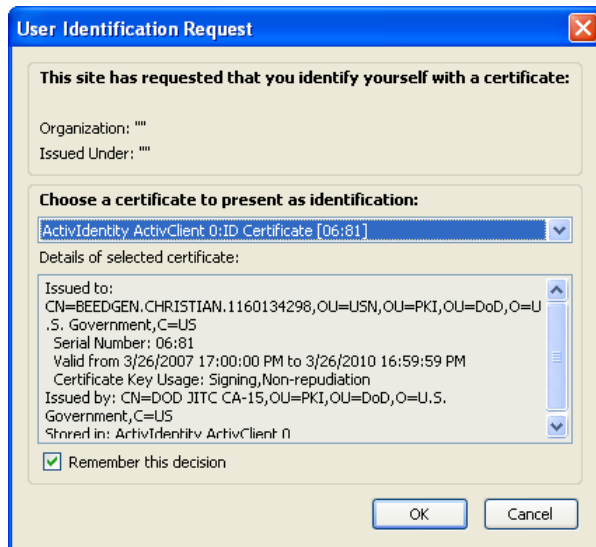 User Identification Request
This site has requested that you identify yourself with a certificate:
Organization: ""
Issued Under: ""
Choose a certificate to present as identification:
ActivIdentity ActivClient 0:ID Certificate [06:81]
Details of selected certificate:
Issued to:
CN=BEEDGEN.CHRISTIAN.1160134298,OU=USN,OU=PKI,OU=DoD,O=U
.S. Government,C=US
Serial Number: 06:81
Valid from 3/26/2007 17:00:00 PM to 3/26/2010 16:59:59 PM
Certificate Key Usage: Signing,Non-repudiation
Issued by: CN=DOD JITC CA-15,OU=PKI,OU=DoD,O=U.S.
Government,C=US
Stored in: ActivIdentity ActivClient 0
Remember this decision
OK
Cancel